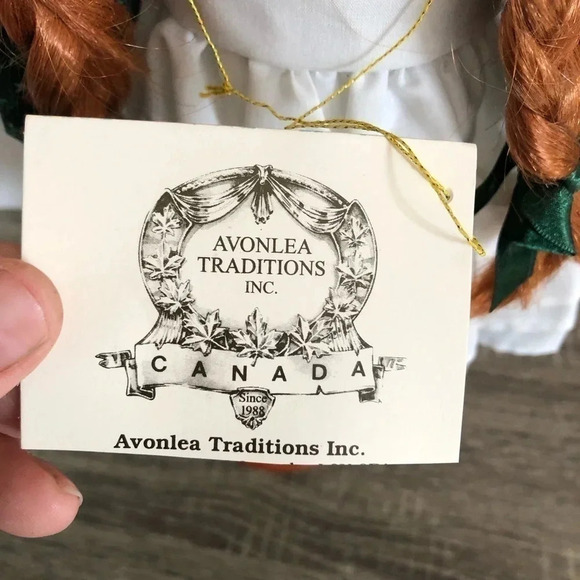 AVONLEA
TRADITIONS
INC.
CANADA
Since
1988
Avonlea Traditions Inc.